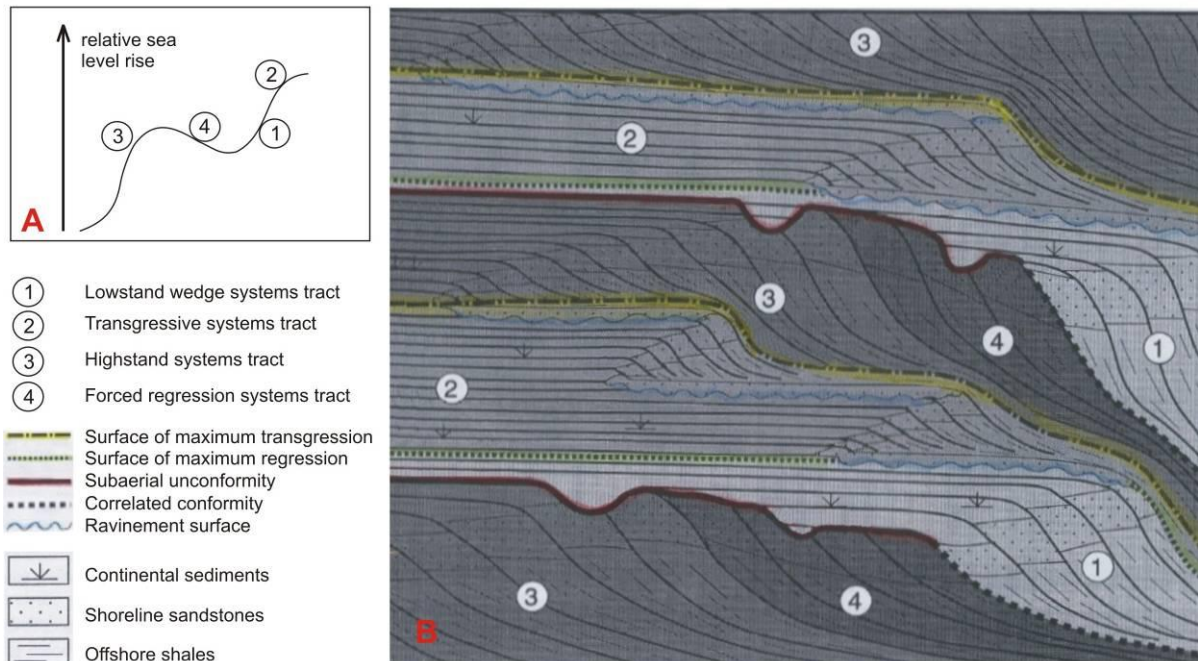 relative sea
level rise
2
3
4
1
A
1 Lowstand wedge systems tract
2 Transgressive systems tract
3 Highstand systems tract
4 Forced regression systems tract
Surface of maximum transgression
Surface of maximum regression
Subaerial unconformity
Correlated conformity
Ravinement surface
Continental sediments
Shoreline sandstones
Offshore shales
3
2
3
4
1
2
1
3
4
B